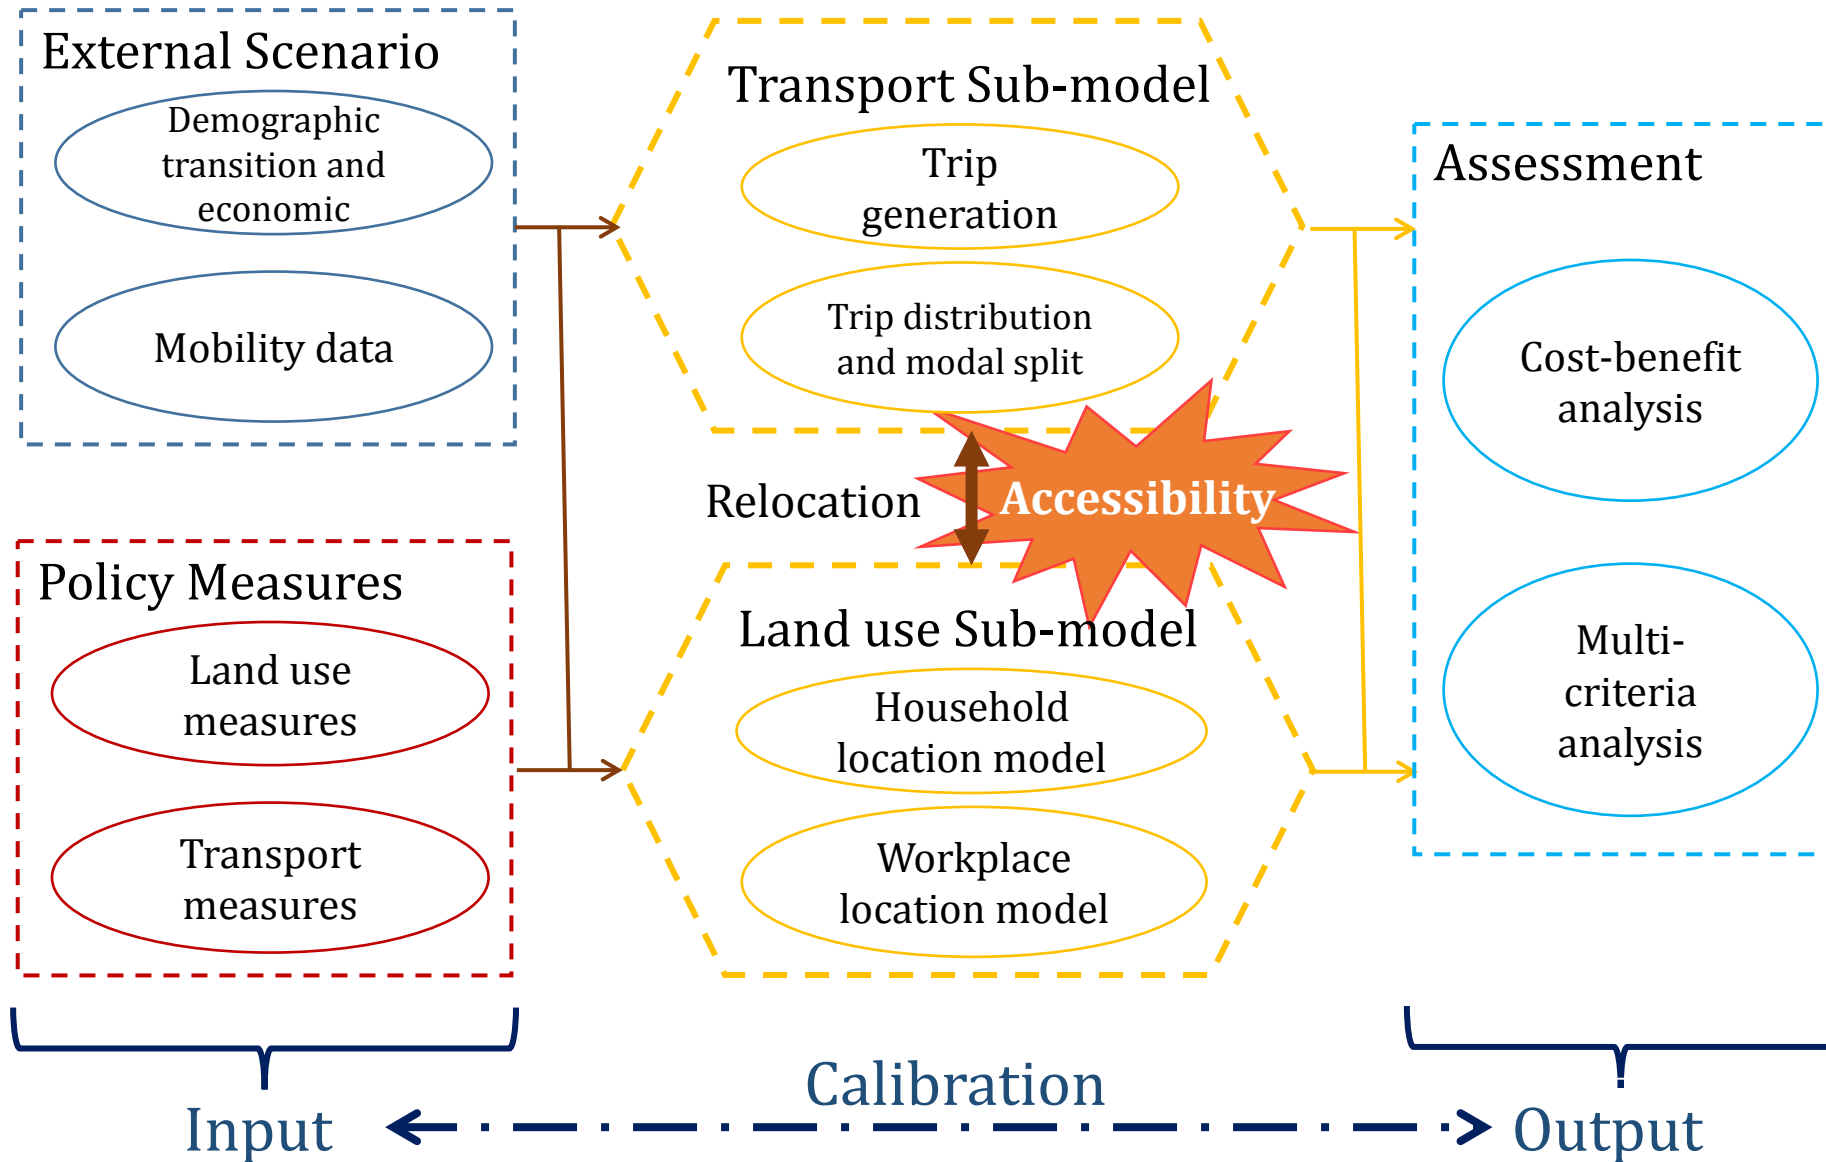 External Scenario
Demographic
transition and
economic
Mobility data
Policy Measures
Land use
measures
Transport
measures
Transport Sub-model
Trip
generation
Trip distribution
and modal split
Relocation
Accessibility
Land use Sub-model
Household
location model
Workplace
location model
Assessment
Cost-benefit
analysis
Multi-
criteria
analysis
Input
Calibration
Output